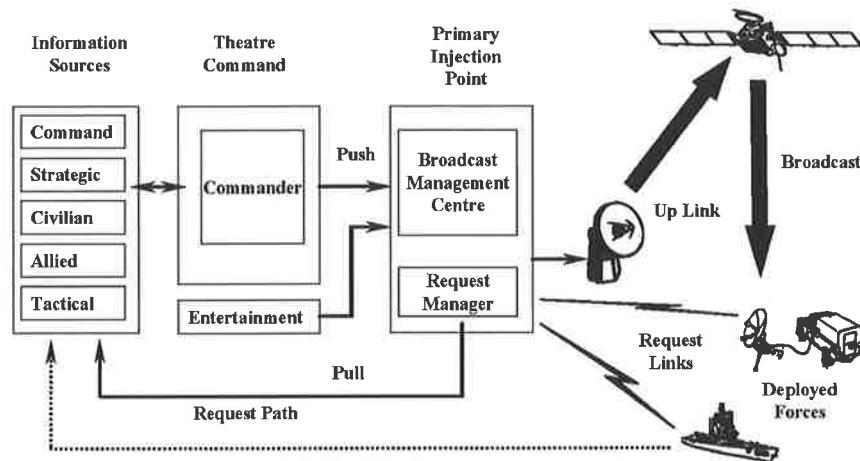 Information
Sources
Theatre
Command
Primary
Injection
Point
Command
Strategic
Civilian
Allied
Tactical
Commander
Entertainment
Push
Broadcast
Management
Centre
Request
Manager
Up Link
Broadcast
Request
Links
Deployed
Forces
Pull
Request Path